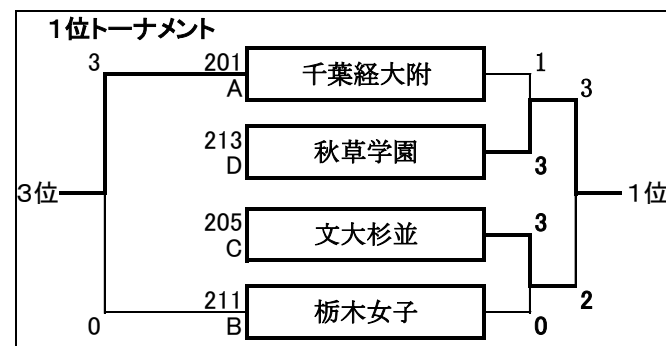 1位トーナメント
3 201 千葉経大附 1
A 3
213 秋草学園
D 3
3位 1位
205 文大杉並 3
C
211 栃木女子 2
0 B 0